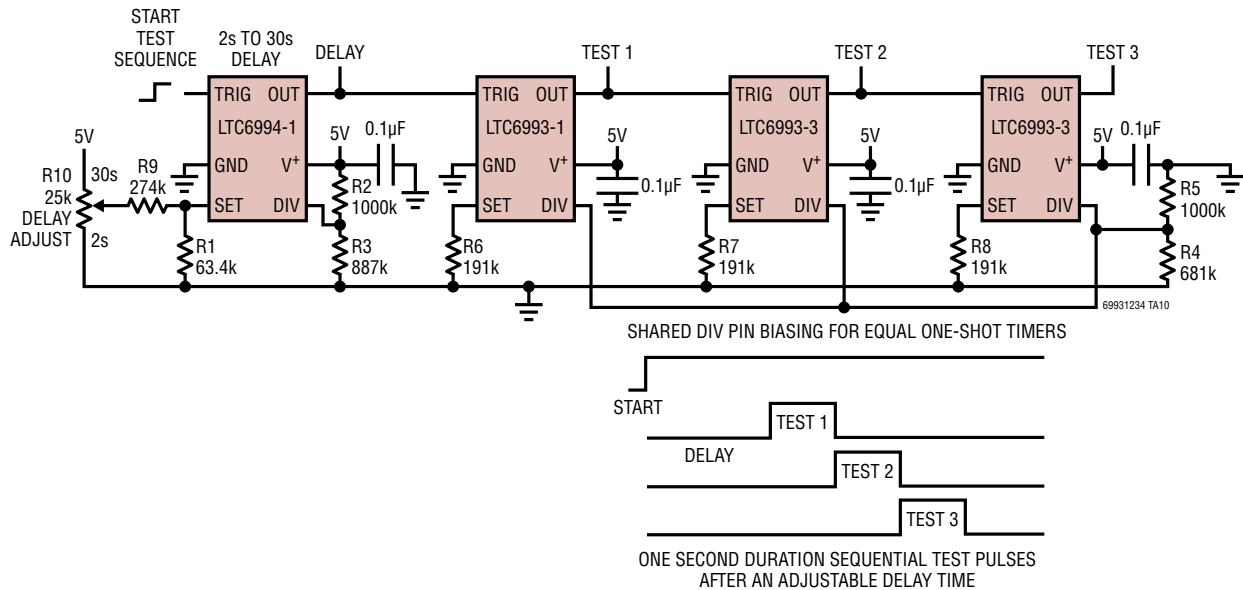 START
TEST
SEQUENCE
2s TO 30s
DELAY
DELAY
TEST 1
TEST 2
TEST 3
TRIG OUT
LTC6994-1
GND V+
SET DIV
TRIG OUT
LTC6993-1
GND V+
SET DIV
TRIG OUT
LTC6993-3
GND V+
SET DIV
TRIG OUT
LTC6993-3
GND V+
SET DIV
5V
R10
25k
DELAY
ADJUST
30s
2s
R9
274k
R1
63.4k
5V
0.1µF
R2
1000k
R3
887k
R6
191k
5V
0.1µF
R7
191k
5V
0.1µF
R8
191k
5V
0.1µF
R5
1000k
R4
681k
69931234 TA10
SHARED DIV PIN BIASING FOR EQUAL ONE-SHOT TIMERS
START
TEST 1
DELAY
TEST 2
TEST 3
ONE SECOND DURATION SEQUENTIAL TEST PULSES
AFTER AN ADJUSTABLE DELAY TIME